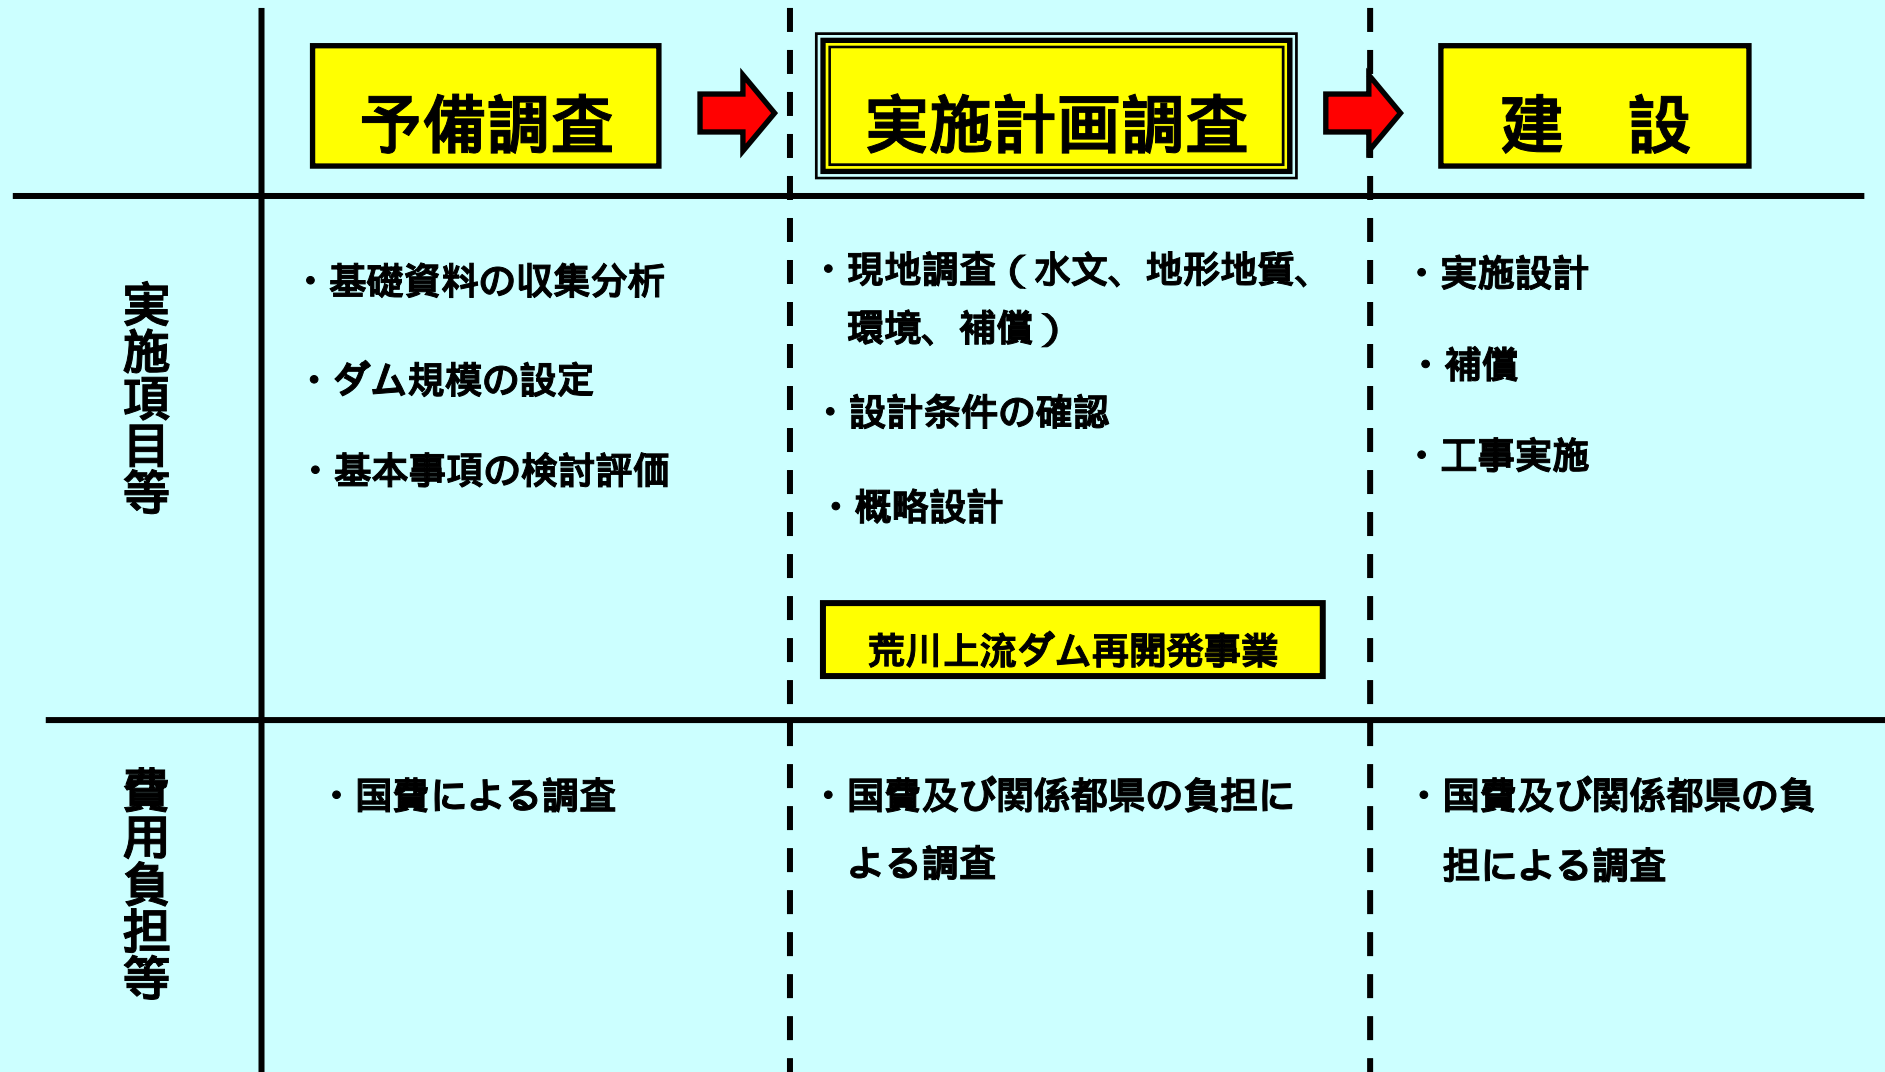 予備調査
実施計画調査
建　設
実施項目等
・基礎資料の収集分析
・ダム規模の設定
・基本事項の検討評価
・現地調査（水文、地形地質、
環境、補償）
・設計条件の確認
・概略設計
荒川上流ダム再開発事業
・実施設計
・補償
・工事実施
費用負担等
・国費による調査
・国費及び関係都県の負担に
よる調査
・国費及び関係都県の負
担による調査